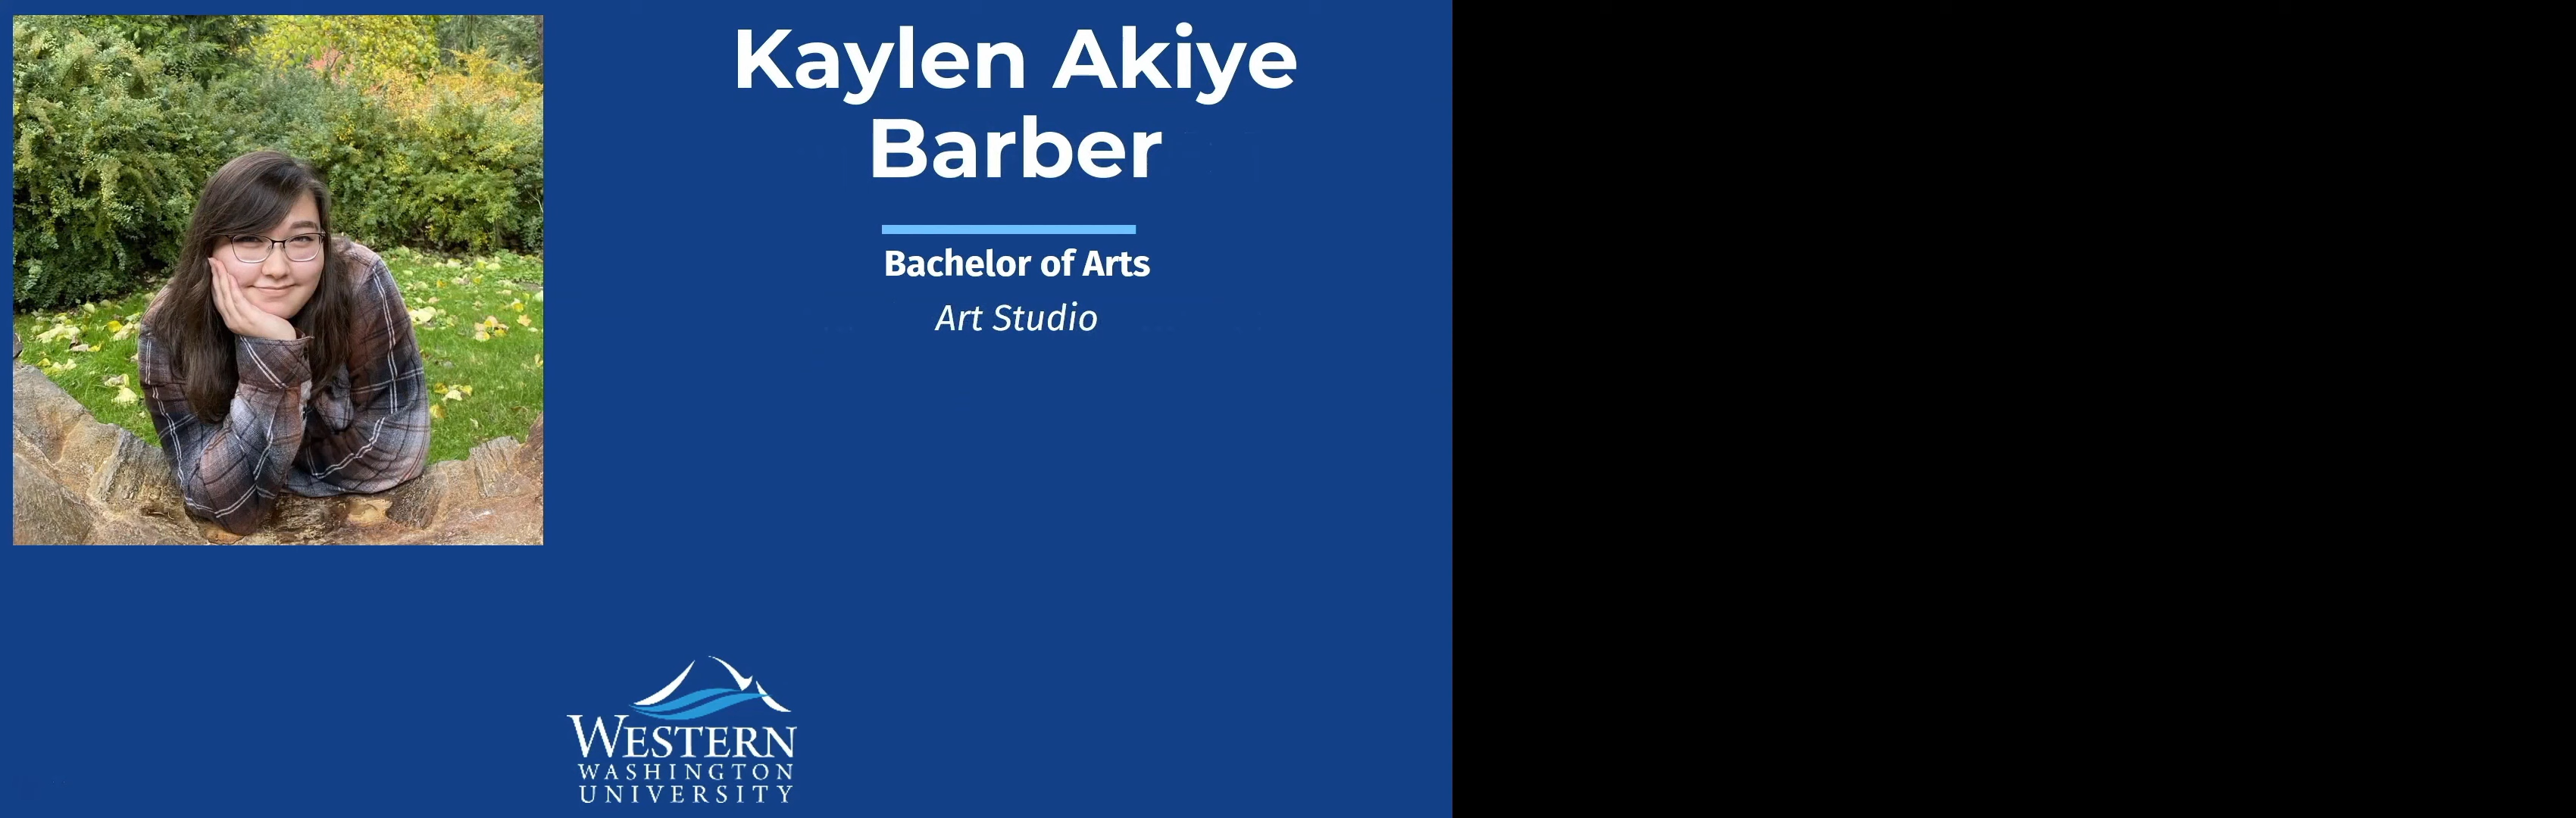 Kaylen Akiye
Barber
Bachelor of Arts
Art Studio
WESTERN
WASHINGTON
UNIVERSITY